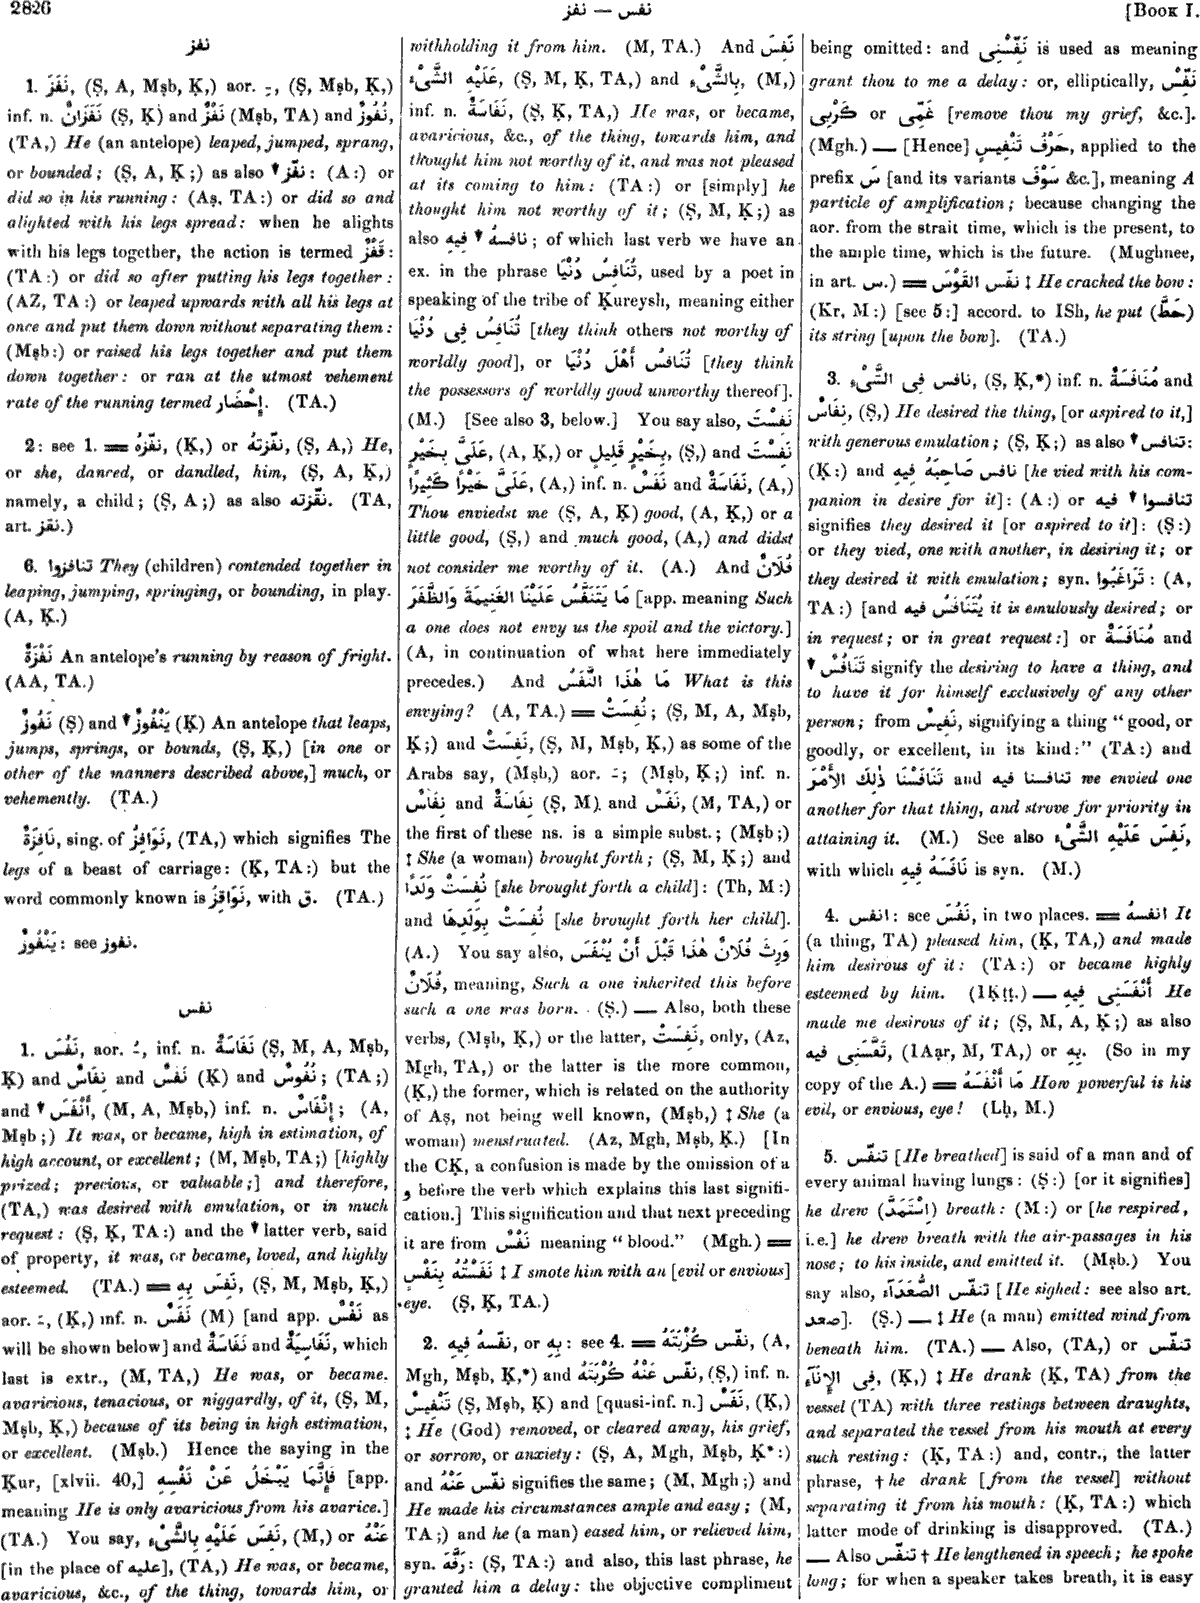 2826
نفس — نفز
[Book I.
نفز
1. نَفَزَ, (Ṣ, A, Mṣb, Ḳ,) aor. ـِ, (Ṣ, Mṣb, Ḳ,)
inf. n. نَفَزَانٌ (Ṣ, Ḳ) and نَفْزٌ (Mṣb, TA) and نُفُوزٌ,
(TA,) He (an antelope) leaped, jumped, sprang,
or bounded; (Ṣ, A, Ḳ;) as also ↓ نفّز: (A:) or
did so in his running: (Aṣ, TA:) or did so and
alighted with his legs spread: when he alights
with his legs together, the action is termed قَفْزٌ:
(TA:) or did so after putting his legs together:
(AZ, TA:) or leaped upwards with all his legs at
once and put them down without separating them:
(Mṣb:) or raised his legs together and put them
down together: or ran at the utmost vehement
rate of the running termed إِحْضَار. (TA.)
2: see 1. ═ نفّزهُ, (Ḳ,) or نفّزتهُ, (Ṣ, A,) He,
or she, danced, or dandled, him, (Ṣ, A, Ḳ,)
namely, a child; (Ṣ, A;) as also نقّزته. (TA,
art. نقز.)
6. تنافزوا They (children) contended together in
leaping, jumping, springing, or bounding, in play.
(A, Ḳ.)
نَفْزَةٌ An antelope's running by reason of fright.
(AA, TA.)
نَفُوزٌ (Ṣ) and ↓ يَنْفُوزٌ (Ḳ) An antelope that leaps,
jumps, springs, or bounds, (Ṣ, Ḳ,) [in one or
other of the manners described above,] much, or
vehemently. (TA.)
نَافِزَةٌ, sing. of نَوَافِزُ, (TA,) which signifies The
legs of a beast of carriage: (Ḳ, TA:) but the
word commonly known is نَوَاقِزُ, with ق. (TA.)
يَنْفُوزٌ: see نفوز.
نفس
1. نَفُسَ, aor. ـُ, inf. n. نَفَاسَةٌ (Ṣ, M, A, Mṣb,
Ḳ) and نِفَاسٌ and نَفْسٌ (Ḳ) and نُفُوسٌ; (TA;)
and ↓ أَنْفَسَ, (M, A, Mṣb,) inf. n. إِنْفَاسٌ; (A,
Mṣb;) It was, or became, high in estimation, of
high account, or excellent; (M, Mṣb, TA;) [highly
prized; precious, or valuable;] and therefore,
(TA,) was desired with emulation, or in much
request: (Ṣ, Ḳ, TA:) and the ↓ latter verb, said
of property, it was, or became, loved, and highly
esteemed. (TA.) ═ نَفِسَ بِهِ, (Ṣ, M, Mṣb, Ḳ,)
aor. ـَ, (Ḳ,) inf. n. نَفَسٌ (M) [and app. نَفْسٌ as
will be shown below] and نَفَاسَةٌ and نَفَاسِيَةٌ, which
last is extr., (M, TA,) He was, or became.
avaricious, tenacious, or niggardly, of it, (Ṣ, M,
Mṣb, Ḳ,) because of its being in high estimation,
or excellent. (Mṣb.) Hence the saying in the
Ḳur, [xlvii. 40,] فَإِنَّمَا يَبْخَلُ عَنْ نَفْسِهِ [app.
meaning He is only avaricious from his avarice.]
(TA.) You say, نَفِسَ عَلَيْهِ بِالشَّىْءِ, (M,) or عَنْهُ
[in the place of عليه], (TA,) He was, or became,
avaricious, &c., of the thing, towards him, or
withholding it from him. (M, TA.) And نَفِسَ
عَلَيْهِ الشَّىْءَ, (Ṣ, M, Ḳ, TA,) and بِالشَّىْءِ, (M,)
inf. n. نَفَاسَةٌ, (Ṣ, Ḳ, TA,) He was, or became,
avaricious, &c., of the thing, towards him, and
thought him not worthy of it, and was not pleased
at its coming to him: (TA:) or [simply] he
thought him not worthy of it; (Ṣ, M, Ḳ;) as
also ↓ نافسهُ فيه; of which last verb we have an
ex. in the phrase تُنَافِسُ دُنْيَا, used by a poet in
speaking of the tribe of Ḳureysh, meaning either
تُنَافِسُ فِى دُنْيَا [they think others not worthy of
worldly good], or تُنَافِسُ أَهْلَ دُنْيَا [they think
the possessors of worldly good unworthy thereof].
(M.) [See also 3, below.] You say also, نَفِسْتَ
عَلَىَّ بِخَيْرٍ, (A, Ḳ,) or بِخَيْرٍ قَلِيلٍ, (Ṣ,) and نَفِسْتَ
عَلَىَّ خَيْرًا كَثِيرًا, (A,) inf. n. نَفَسٌ and نَفَاسَةٌ, (A,)
Thou enviedst me (Ṣ, A, Ḳ) good, (A, Ḳ,) or a
little good, (Ṣ,) and much good, (A,) and didst
not consider me worthy of it. (A.) And فُلَانٌ
مَا يَتَنَفَّسُ عَلَيْنَا الغَنِيمَةَ وَالظَّفَرَ [app. meaning Such
a one does not envy us the spoil and the victory.]
(A, in continuation of what here immediately
precedes.) And مَا هٰذَا النَّفَسُ What is this
envying? (A, TA.) ═ نُفِسَتْ; (Ṣ, M, A, Mṣb,
Ḳ;) and نَفِسَتْ, (Ṣ, M, Mṣb, Ḳ,) as some of the
Arabs say, (Mṣb,) aor. ـَ; (Mṣb, Ḳ;) inf. n.
نِفَاسٌ and نَفَاسَةٌ (Ṣ, M) and نَفَسٌ, (M, TA,) or
the first of these ns. is a simple subst.; (Mṣb;)
‡ She (a woman) brought forth; (Ṣ, M, Ḳ;) and
نُفِسَتْ وَلَدًا [she brought forth a child]: (Th, M:)
and نُفِسَتْ بِوَلَدِهَا [she brought forth her child].
(A.) You say also, وَرِثَ فُلَانٌ هٰذَا قَبْلَ أَنْ يُنْفَسَ
فُلَانٌ, meaning, Such a one inherited this before
such a one was born. (Ṣ.) — Also, both these
verbs, (Mṣb, Ḳ,) or the latter, نَفِسَتْ, only, (Az,
Mgh, TA,) or the latter is the more common,
(Ḳ,) the former, which is related on the authority
of Aṣ, not being well known, (Mṣb,) ‡ She (a
woman) menstruated. (Az, Mgh, Mṣb, Ḳ.) [In
the CḲ, a confusion is made by the omission of a
و before the verb which explains this last signifi-
cation.] This signification and that next preceding
it are from نَفْسٌ meaning "blood." (Mgh.) ═
نَفَسْتُهُ بِنَفْسٍ ‡ I smote him with an [evil or envious]
eye. (Ṣ, Ḳ, TA.)
2. نفّسهُ فيه, or بِهِ: see 4. ═ نفّس كُرْبَتَهُ, (A,
Mgh, Mṣb, Ḳ,*) and نفّس عَنْهُ كُرْبَتَهُ, (Ṣ,) inf. n.
تَنْفِيسٌ (Ṣ, Mṣb, Ḳ) and [quasi-inf. n.] نَفَسٌ, (Ḳ,)
‡ He (God) removed, or cleared away, his grief,
or sorrow, or anxiety: (Ṣ, A, Mgh, Mṣb, Ḳ*:)
and نفّس عَنْهُ signifies the same; (M, Mgh;) and
He made his circumstances ample and easy; (M,
TA;) and he (a man) eased him, or relieved him,
syn. رَفَّهَ: (Ṣ, TA:) and also, this last phrase, he
granted him a delay: the objective compliment
being omitted: and نَفِّسْنِى is used as meaning
grant thou to me a delay: or, elliptically, نَفِّسْ
كَرْبِى or غَمِّى [remove thou my grief, &c.].
(Mgh.) — [Hence] حَرْفُ تَنْفِيسٍ, applied to the
prefix سَ [and its variants سَوْفَ &c.], meaning A
particle of amplification; because changing the
aor. from the strait time, which is the present, to
the ample time, which is the future. (Mughnee,
in art. س.) ═ نفّس القَوْسَ ‡ He cracked the bow:
(Kr, M:) [see 5:] accord. to ISh, he put (حَطَّ)
its string [upon the bow]. (TA.)
3. نافس فِى الشَّىْءِ, (Ṣ, Ḳ,*) inf. n. مُنَافَسَةٌ and
نِفَاسٌ, (Ṣ,) He desired the thing, [or aspired to it,]
with generous emulation; (Ṣ, Ḳ;) as also ↓ تنافس:
(Ḳ:) and نافس صَاحِبَهُ فِيهِ [he vied with his com-
panion in desire for it]: (A:) or ↓ تنافسوا فيه
signifies they desired it [or aspired to it]: (Ṣ:)
or they vied, one with another, in desiring it; or
they desired it with emulation; syn. تَرَاغَبُوا: (A,
TA:) [and يُتَنَافَسُ فيه it is emulously desired; or
in request; or in great request:] or مُنَافَسَةٌ and
↓ تَنَافُسٌ signify the desiring to have a thing, and
to have it for himself exclusively of any other
person; from نَفِيسٌ, signifying a thing "good, or
goodly, or excellent, in its kind:" (TA:) and
تَنَافَسْنَا ذٰلِكَ الأَمْرَ and تنافسنا فيه we envied one
another for that thing, and strove for priority in
attaining it. (M.) See also نَفِسَ عَلَيْهِ الشَّىْءَ,
with which نَافَسَهُ فِيهِ is syn. (M.)
4. انفس: see نَفُسَ, in two places. ═ انفسهُ It
(a thing, TA) pleased him, (Ḳ, TA,) and made
him desirous of it: (TA:) or became highly
esteemed by him. (IḲṭṭ.) — أَنْفَسَنِى فِيهِ He
made me desirous of it; (Ṣ, M, A, Ḳ;) as also
نَفَّسَنِى فيه, (IAạr, M, TA,) or بِهِ. (So in my
copy of the A.) ═ مَا أَنْفَسَهُ How powerful is his
evil, or envious, eye! (Lḥ, M.)
5. تنفّس [He breathed] is said of a man and of
every animal having lungs: (Ṣ:) [or it signifies]
he drew (اِسْتَمَدَّ) breath: (M:) or [he respired,
i.e.] he drew breath with the air-passages in his
nose; to his inside, and emitted it. (Mṣb.) You
say also, تنفّس الصُّعَدَآءَ [He sighed: see also art.
صعد]. (Ṣ.) — ‡ He (a man) emitted wind from
beneath him. (TA.) — Also, (TA,) or تنفّس
فِى الإِنَآءِ, (Ḳ,) ‡ He drank (Ḳ, TA) from the
vessel (TA) with three restings between draughts,
and separated the vessel from his mouth at every
such resting: (Ḳ, TA:) and, contr., the latter
phrase, † he drank [from the vessel] without
separating it from his mouth: (Ḳ, TA:) which
latter mode of drinking is disapproved. (TA.)
— Also تنفّس † He lengthened in speech; he spoke
long; for when a speaker takes breath, it is easy